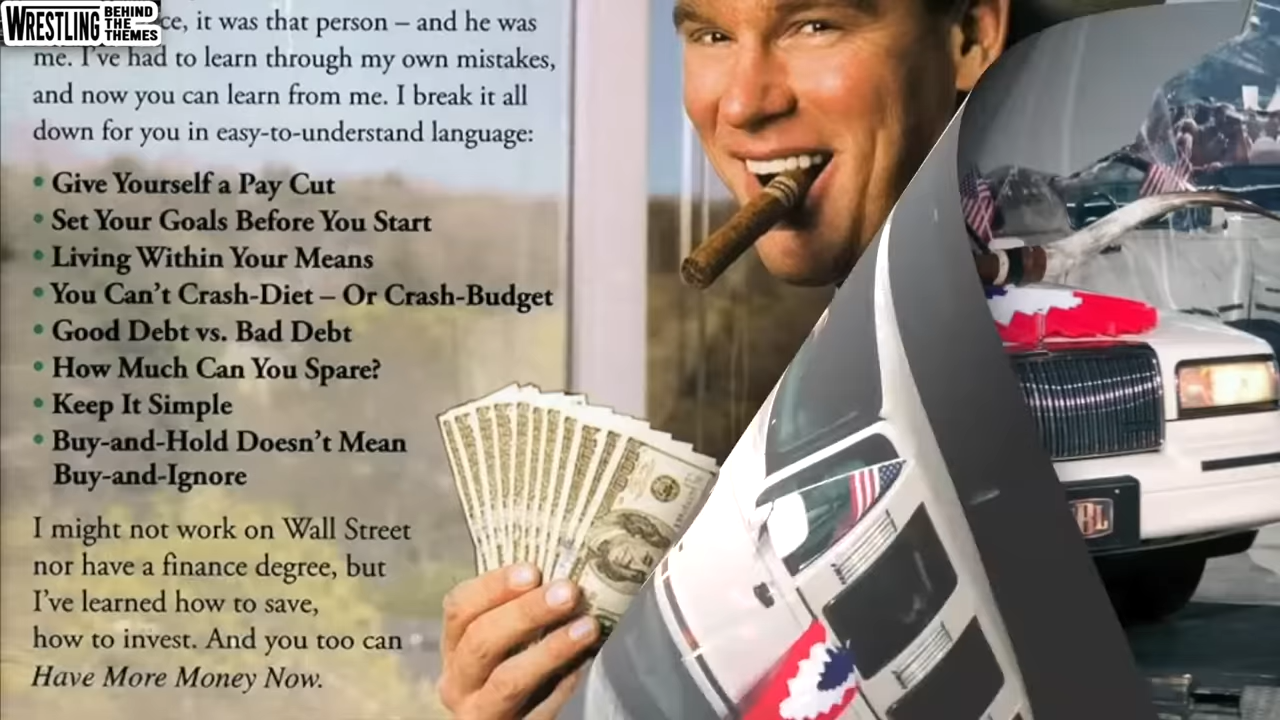 WRESTLING BEHIND THE THEMES
ce, it was that person – and he was
me. I've had to learn through my own mistakes,
and now you can learn from me. I break it all
down for you in easy-to-understand language:
• Give Yourself a Pay Cut
• Set Your Goals Before You Start
• Living Within Your Means
• You Can't Crash-Diet – Or Crash-Budget
• Good Debt vs. Bad Debt
• How Much Can You Spare?
• Keep It Simple
• Buy-and-Hold Doesn't Mean
Buy-and-Ignore
I might not work on Wall Street
nor have a finance degree, but
I've learned how to save,
how to invest. And you too can
Have More Money Now.